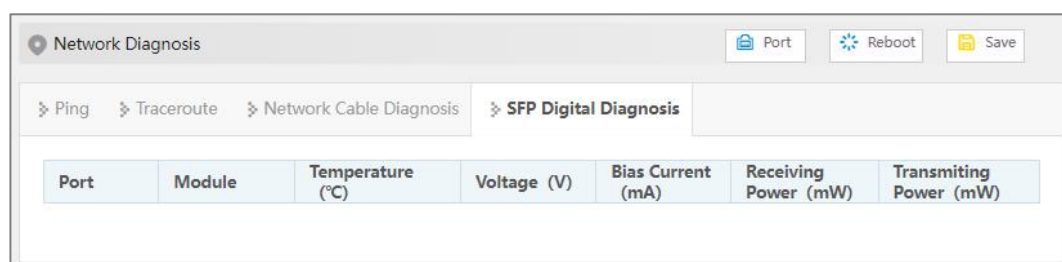 Network Diagnosis Port Reboot Save
Ping Traceroute Network Cable Diagnosis SFP Digital Diagnosis
Port Module Temperature (℃) Voltage (V) Bias Current (mA) Receiving Power (mW) Transmiting Power (mW)